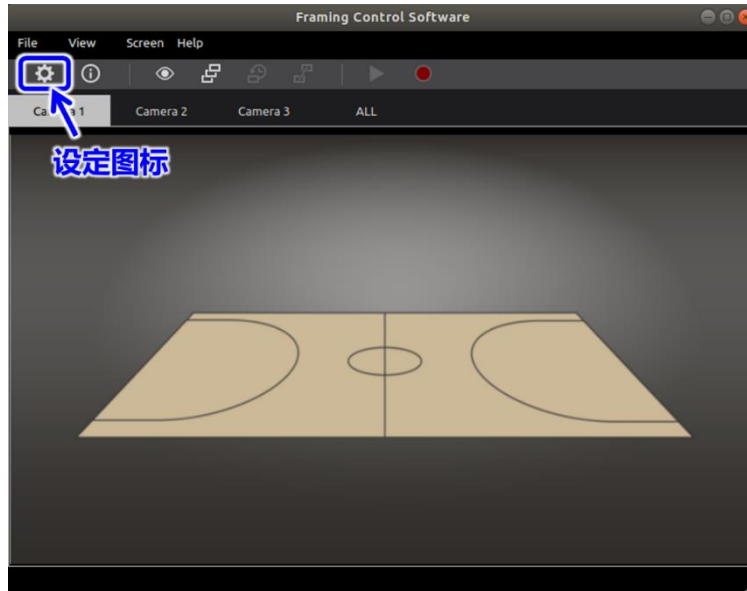 Framing Control Software
File View Screen Help
Camera 2 Camera 3 ALL
设定图标